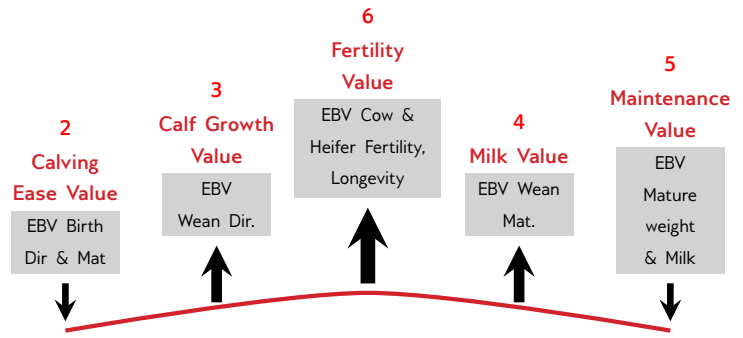 2
Calving
Ease Value
EBV Birth
Dir & Mat
3
Calf Growth
Value
EBV
Wean Dir.
6
Fertility
Value
EBV Cow &
Heifer Fertility,
Longevity
4
Milk Value
EBV Wean
Mat.
5
Maintenance
Value
EBV
Mature
weight
& Milk